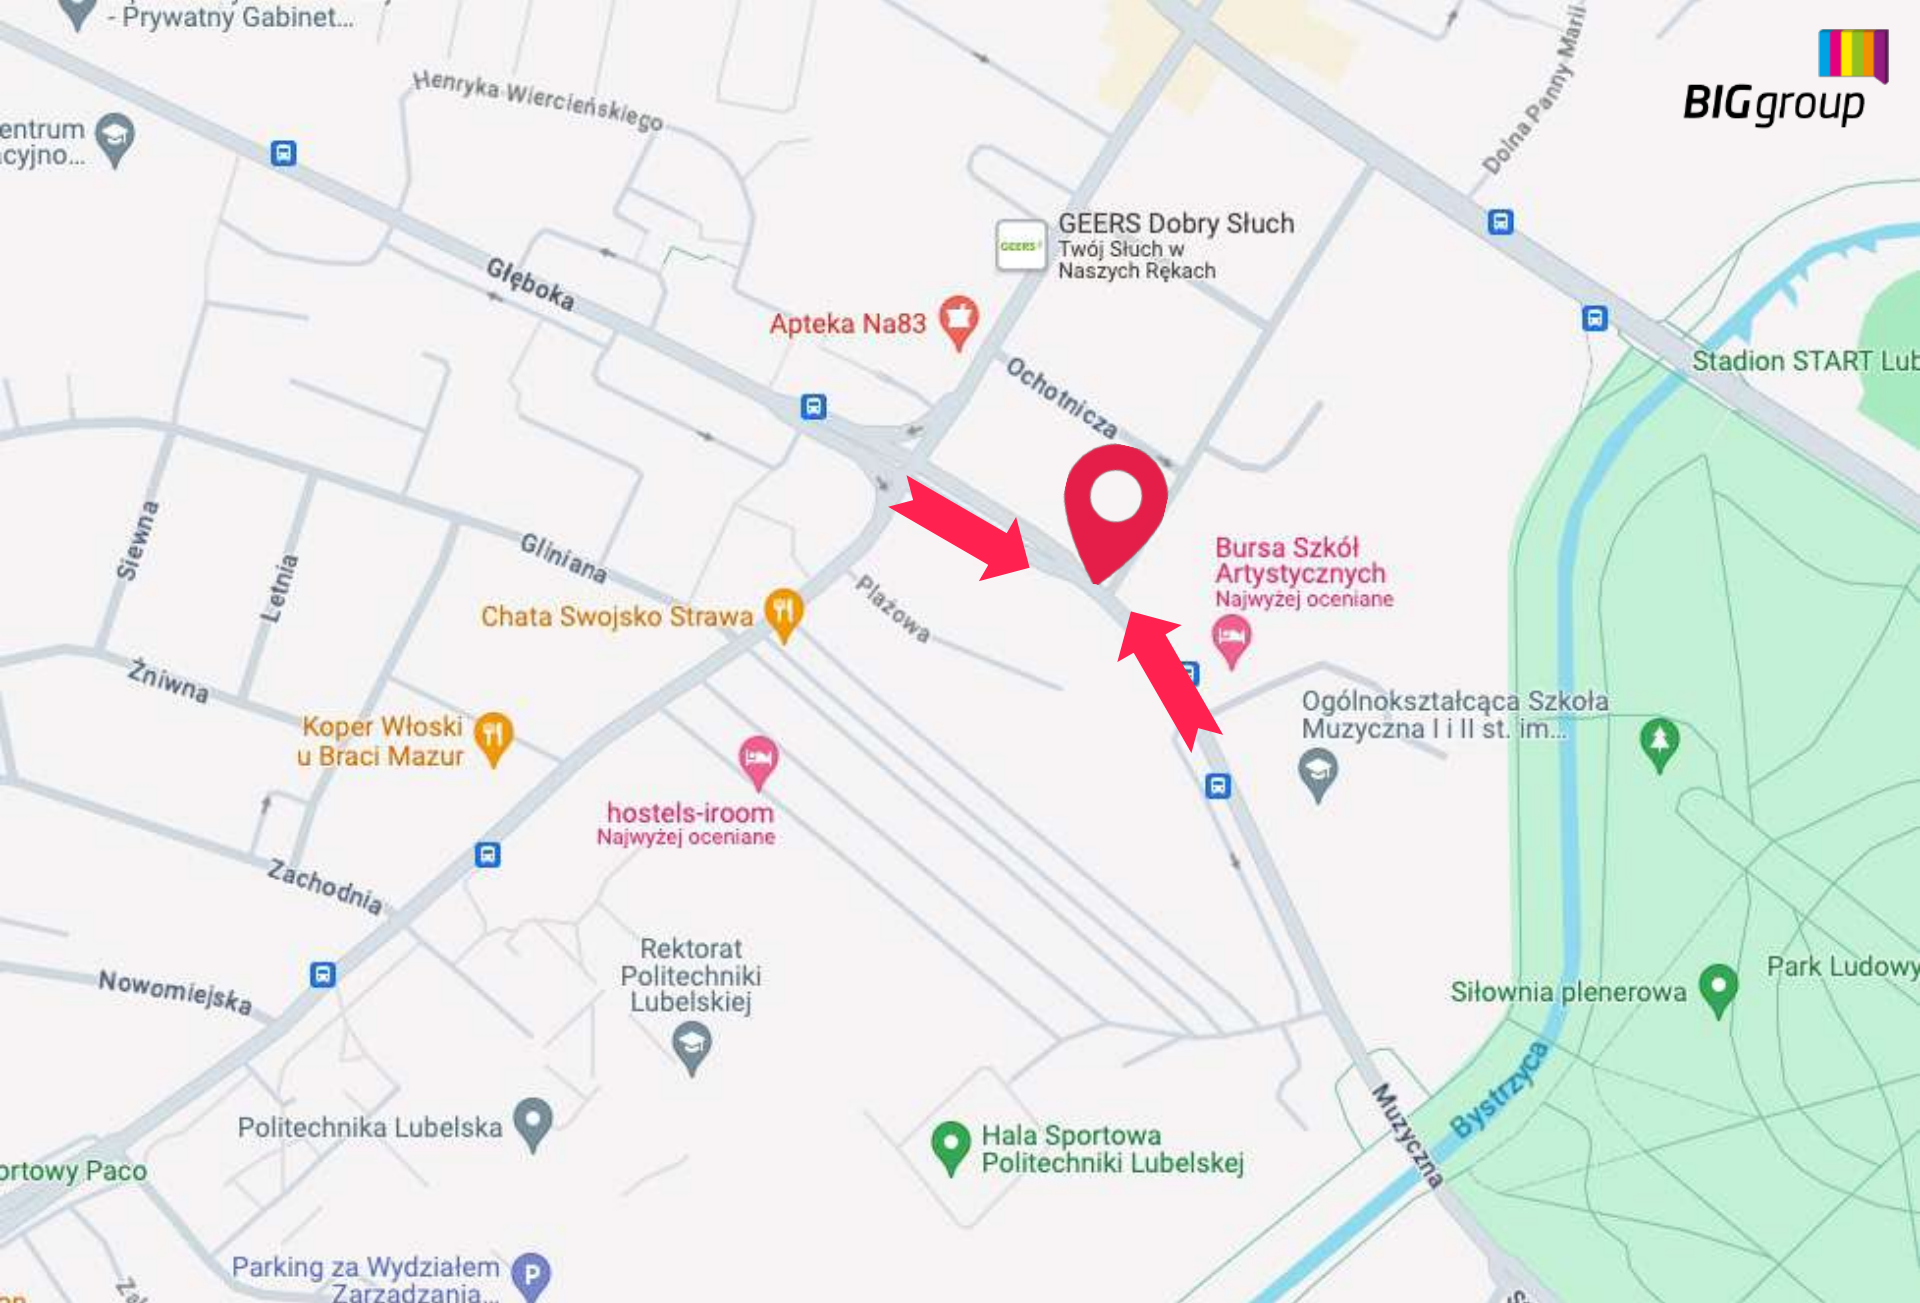 - Prywatny Gabinet...
BIGgroup
Henryka Wiercieńskiego
Dolna Panny Marii
entrum
cyjno...
GEERS
GEERS Dobry Słuch
Twój Słuch w
Naszych Rękach
Głęboka
Apteka Na83
Ochotnicza
Stadion START Lub
Siewna
Letnia
Gliniana
Plażowa
Bursa Szkół
Artystycznych
Najwyżej oceniane
Chata Swojsko Strawa
Żniwna
Koper Włoski
u Braci Mazur
Ogólnokształcąca Szkoła
Muzyczna I i II st. im...
hostels-iroom
Najwyżej oceniane
Zachodnia
Nowomiejska
Rektorat
Politechniki
Lubelskiej
Park Ludowy
Siłownia plenerowa
Bystrzyca
Muzyczna
Politechnika Lubelska
Hala Sportowa
Politechniki Lubelskej
ortowy Paco
Parking za Wydziałem
Zarządzania...
P